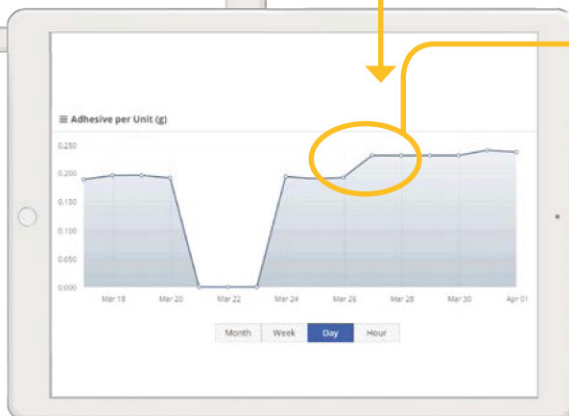 Adhesive per Unit (g)
0.250
0.200
0.150
0.100
0.050
0.000
Mar 18 Mar 20 Mar 22 Mar 24 Mar 26 Mar 28 Mar 30 Apr 01
Month Week Day Hour